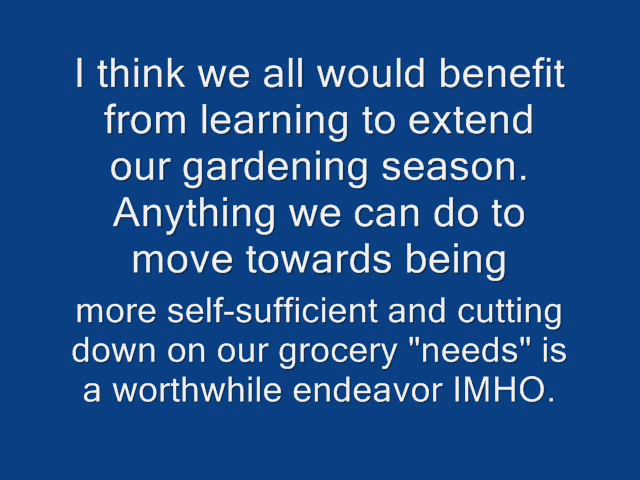 I think we all would benefit
from learning to extend
our gardening season.
Anything we can do to
move towards being
more self-sufficient and cutting
down on our grocery "needs" is
a worthwhile endeavor IMHO.